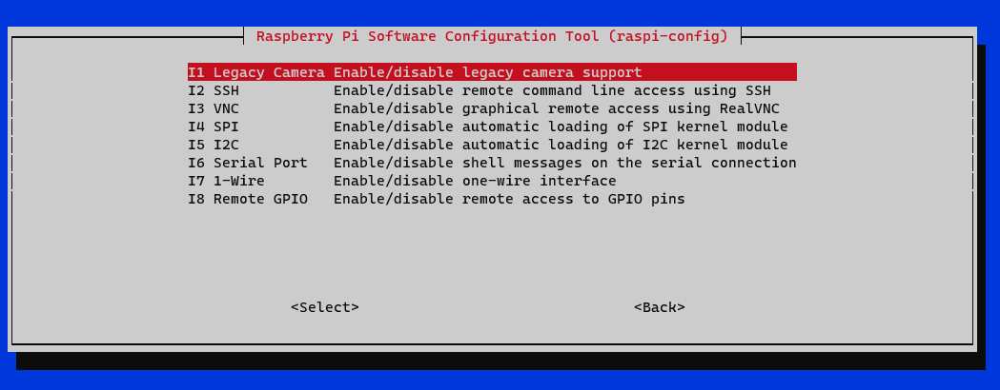 Raspberry Pi Software Configuration Tool (raspi-config)
I1 Legacy Camera Enable/disable legacy camera support
I2 SSH Enable/disable remote command line access using SSH
I3 VNC Enable/disable graphical remote access using RealVNC
I4 SPI Enable/disable automatic loading of SPI kernel module
I5 I2C Enable/disable automatic loading of I2C kernel module
I6 Serial Port Enable/disable shell messages on the serial connection
I7 1-Wire Enable/disable one-wire interface
I8 Remote GPIO Enable/disable remote access to GPIO pins
<Select> <Back>